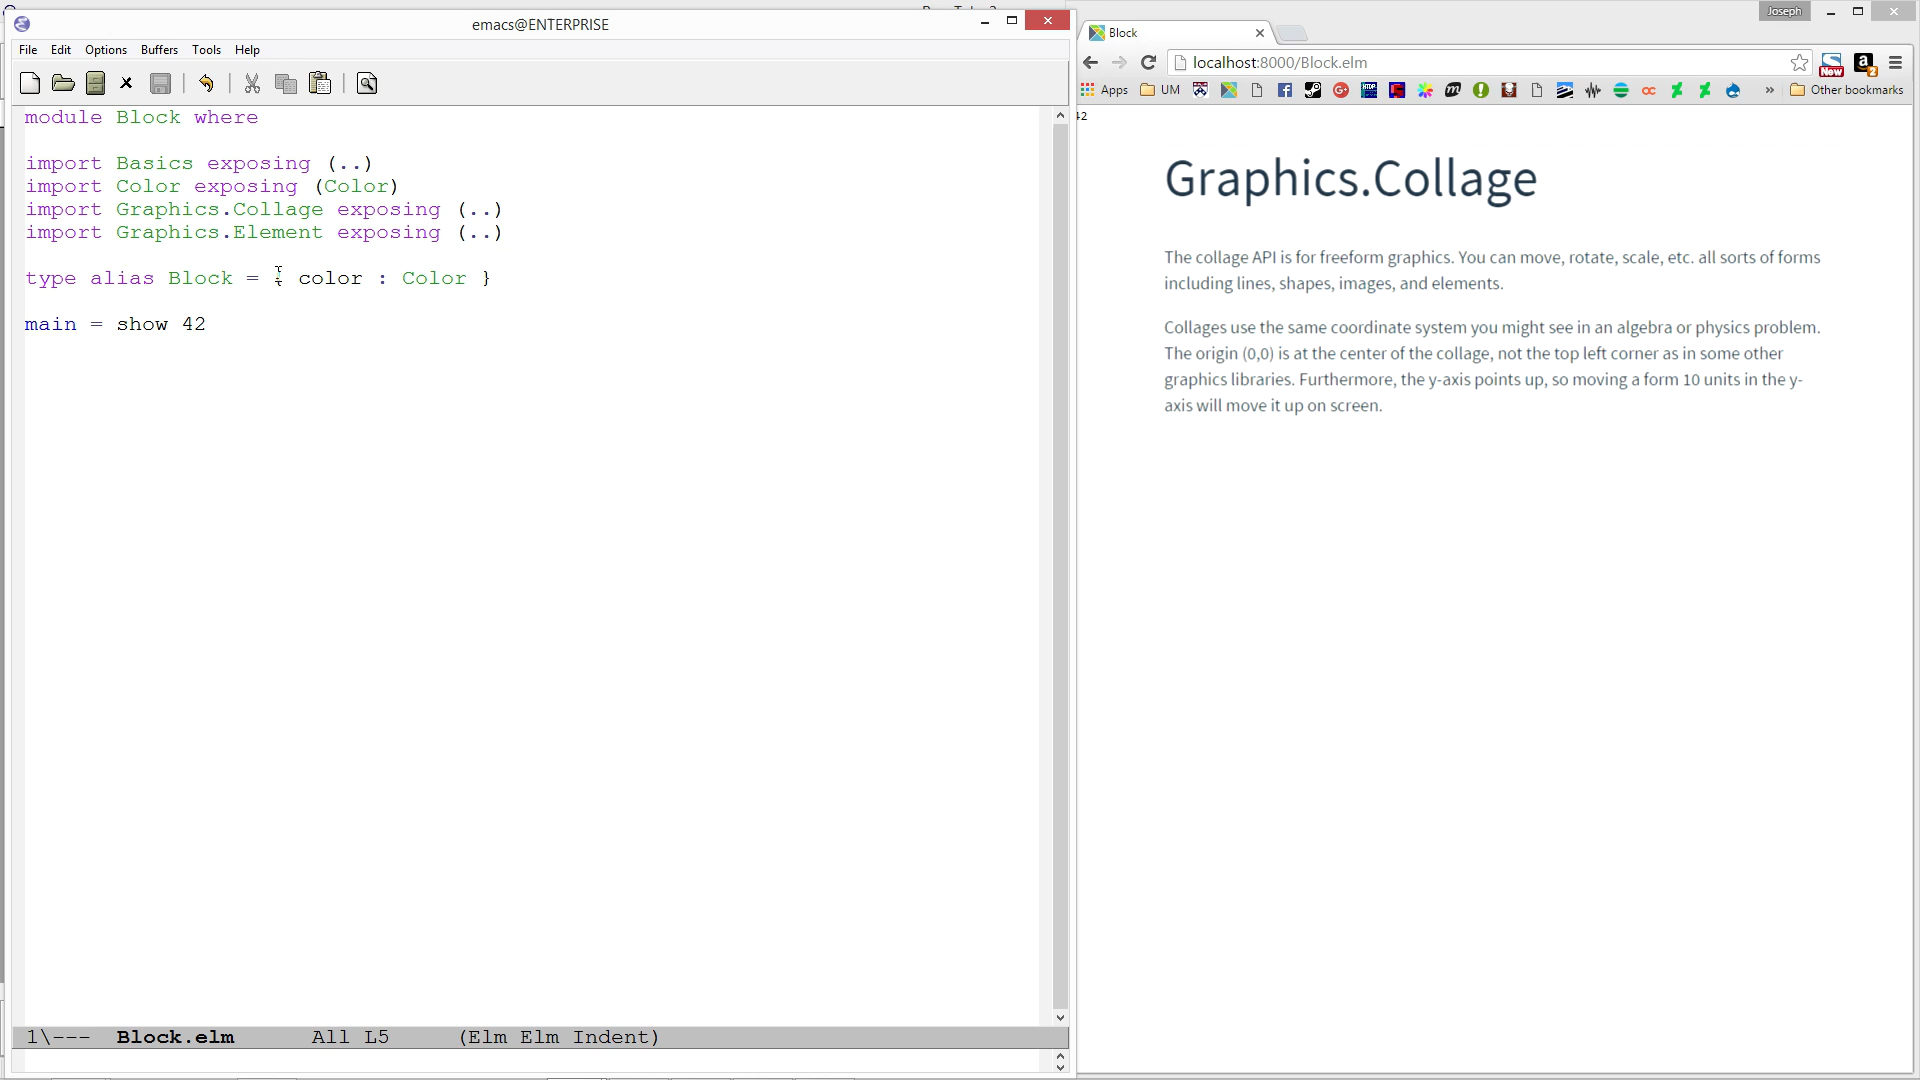 emacs@ENTERPRISE
File Edit Options Buffers Tools Help
module Block where
import Basics exposing (..)
import Color exposing (Color)
import Graphics.Collage exposing (..)
import Graphics.Element exposing (..)
type alias Block = { color : Color }
main = show 42
1\--- Block.elm All L5 (Elm Elm Indent)
Joseph
Block
localhost:8000/Block.elm
New
2
Apps UM Other bookmarks
42
Graphics.Collage
The collage API is for freeform graphics. You can move, rotate, scale, etc. all sorts of forms
including lines, shapes, images, and elements.
Collages use the same coordinate system you might see in an algebra or physics problem.
The origin (0,0) is at the center of the collage, not the top left corner as in some other
graphics libraries. Furthermore, the y-axis points up, so moving a form 10 units in the y-
axis will move it up on screen.